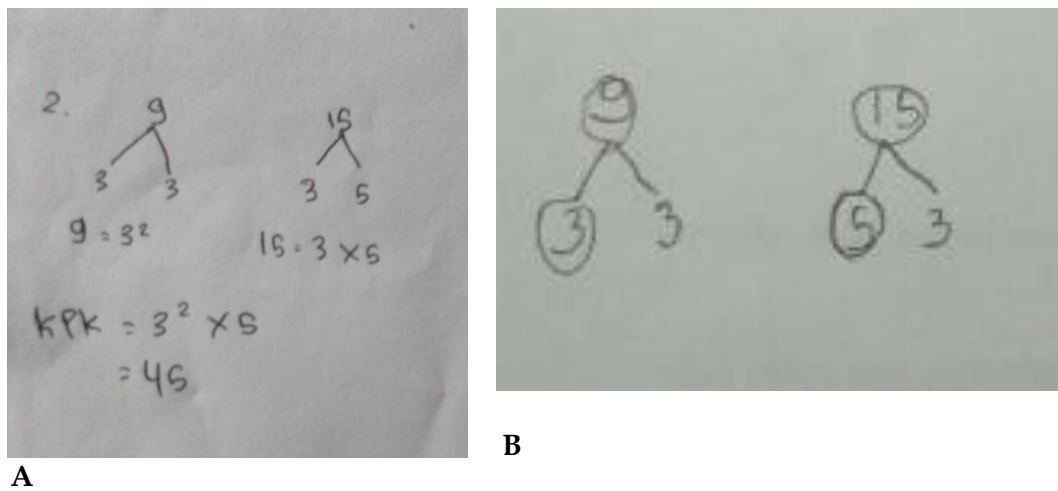 2. 9 15
3 3 3 5
9 = 3² 15 = 3 × 5
KPK = 3² × 5
= 45
A
9 15
3 3 5 3
B